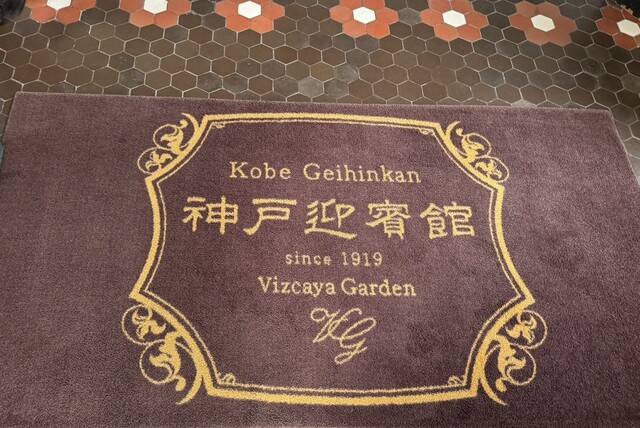 Kobe Geihinkan
神戸迎賓館
since 1919
Vizcaya Garden
VG